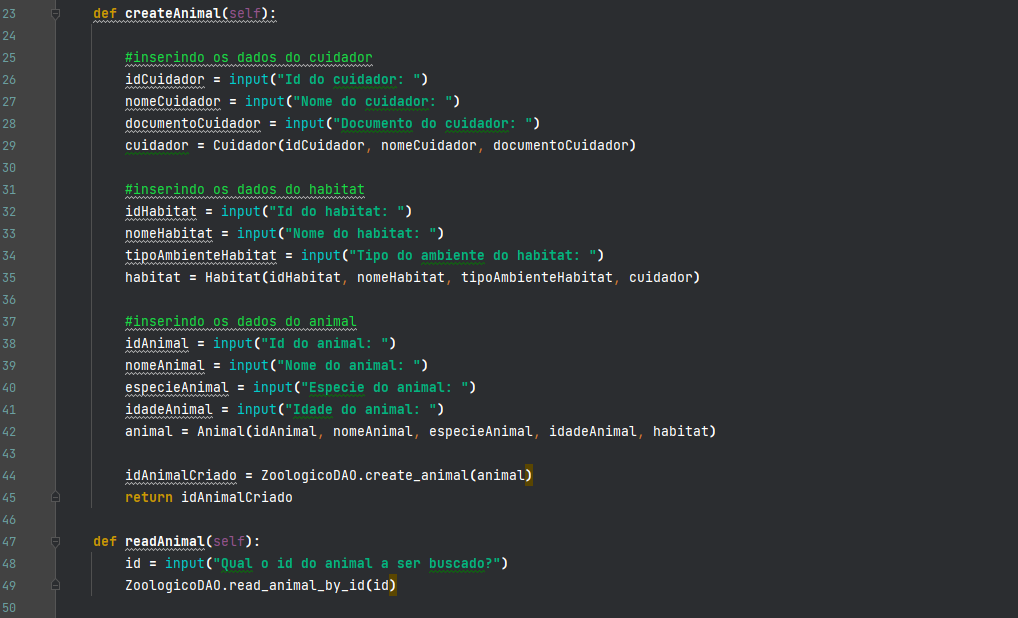 23 def createAnimal(self):
24
25 #inserindo os dados do cuidador
26 idCuidador = input("Id do cuidador: ")
27 nomeCuidador = input("Nome do cuidador: ")
28 documentoCuidador = input("Documento do cuidador: ")
29 cuidador = Cuidador(idCuidador, nomeCuidador, documentoCuidador)
30
31 #inserindo os dados do habitat
32 idHabitat = input("Id do habitat: ")
33 nomeHabitat = input("Nome do habitat: ")
34 tipoAmbienteHabitat = input("Tipo do ambiente do habitat: ")
35 habitat = Habitat(idHabitat, nomeHabitat, tipoAmbienteHabitat, cuidador)
36
37 #inserindo os dados do animal
38 idAnimal = input("Id do animal: ")
39 nomeAnimal = input("Nome do animal: ")
40 especieAnimal = input("Especie do animal: ")
41 idadeAnimal = input("Idade do animal: ")
42 animal = Animal(idAnimal, nomeAnimal, especieAnimal, idadeAnimal, habitat)
43
44 idAnimalCriado = ZoologicoDAO.create_animal(animal)
45 return idAnimalCriado
46
47 def readAnimal(self):
48 id = input("Qual o id do animal a ser buscado?")
49 ZoologicoDAO.read_animal_by_id(id)
50